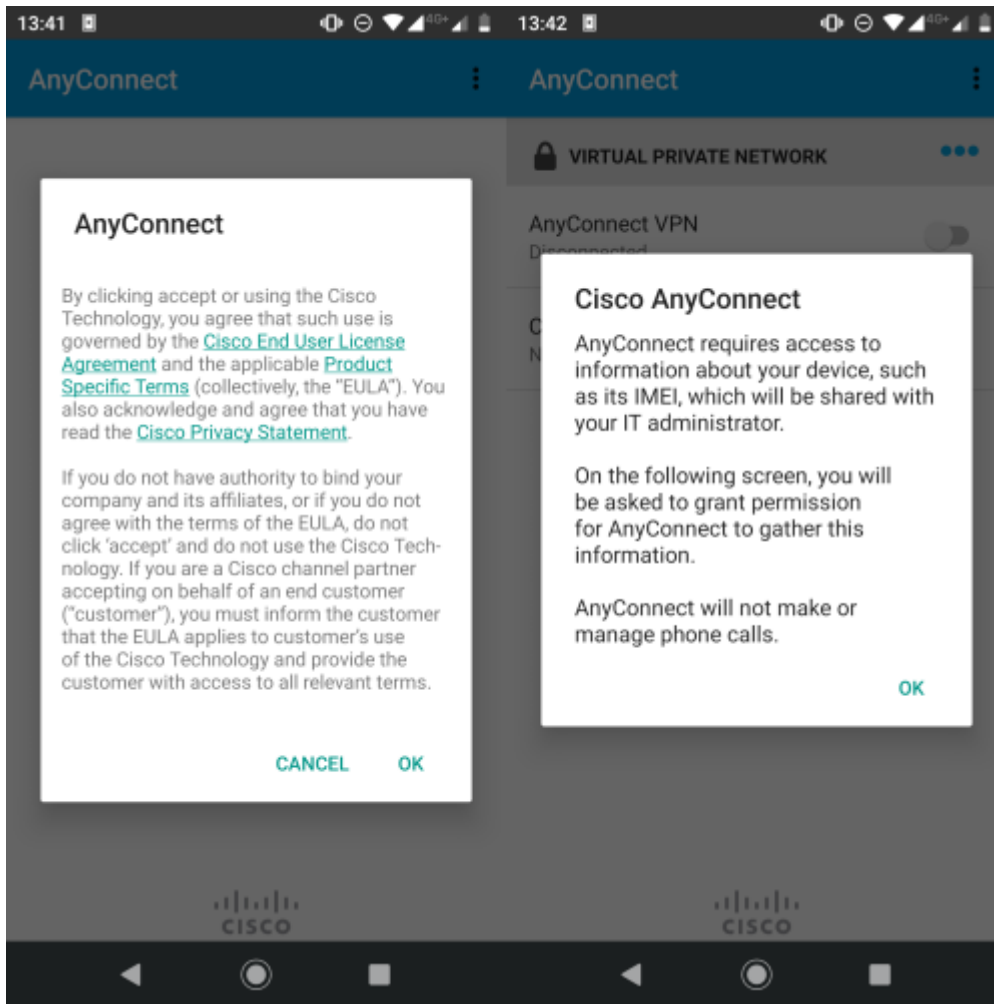 13:41
4G+
AnyConnect
AnyConnect
By clicking accept or using the Cisco
Technology, you agree that such use is
governed by the Cisco End User License
Agreement and the applicable Product
Specific Terms (collectively, the “EULA”). You
also acknowledge and agree that you have
read the Cisco Privacy Statement.
If you do not have authority to bind your
company and its affiliates, or if you do not
agree with the terms of the EULA, do not
click ‘accept’ and do not use the Cisco Tech-
nology. If you are a Cisco channel partner
accepting on behalf of an end customer
(“customer”), you must inform the customer
that the EULA applies to customer’s use
of the Cisco Technology and provide the
customer with access to all relevant terms.
CANCEL OK
CISCO
13:42
4G+
AnyConnect
VIRTUAL PRIVATE NETWORK
AnyConnect VPN
Disconnected
Cisco AnyConnect
AnyConnect requires access to
information about your device, such
as its IMEI, which will be shared with
your IT administrator.
On the following screen, you will
be asked to grant permission
for AnyConnect to gather this
information.
AnyConnect will not make or
manage phone calls.
OK
CISCO